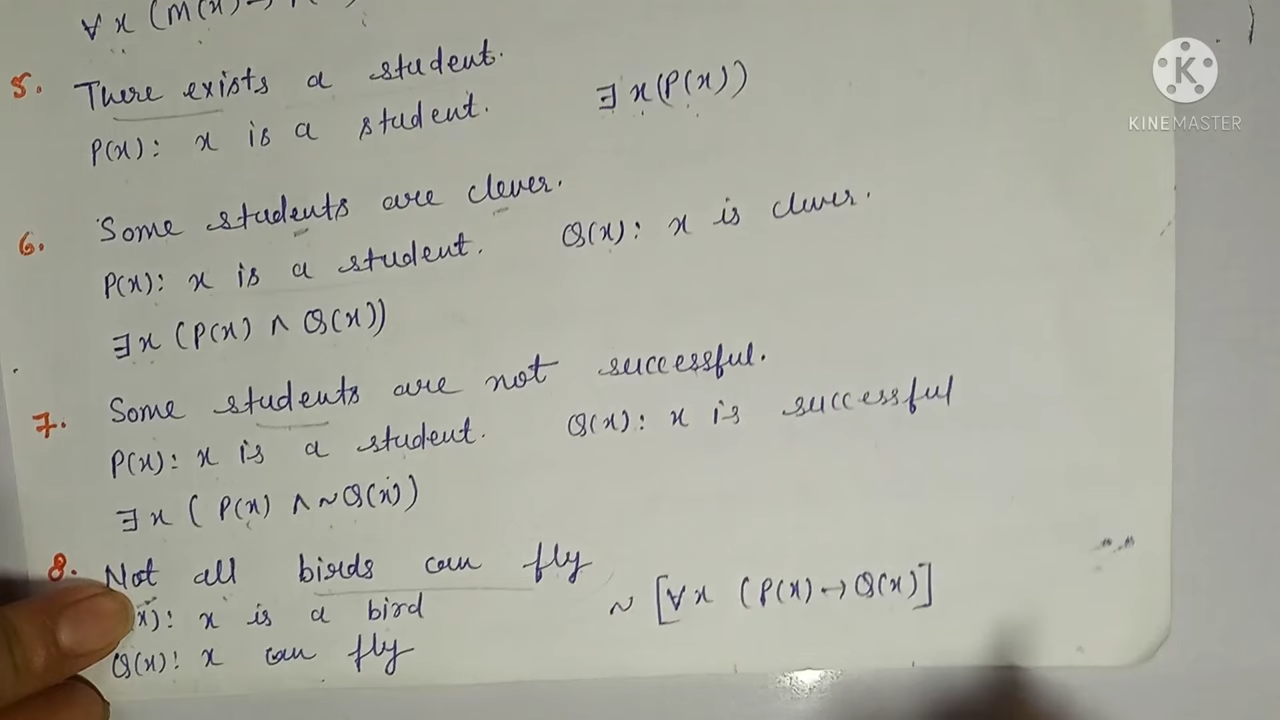 ∀ x (M(x) →
5. There exists a student.
P(x): x is a student. ∃ x (P(x))
6. Some students are clever.
P(x): x is a student. Q(x): x is clever.
∃ x (P(x) ∧ Q(x))
7. Some students are not successful.
P(x): x is a student. Q(x): x is successful
∃ x ( P(x) ∧ ~ Q(x))
8. Not all birds can fly
x): x is a bird ~ [∀x (P(x) → Q(x)]
Q(x): x can fly
KINEMASTER